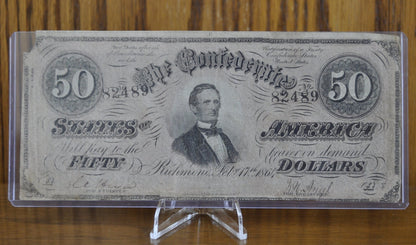 50 The Confederate 50
82489 82489
STATES OF AMERICA
Will pay to the Bearer on demand
FIFTY DOLLARS
Richmond, Feb. 17th 1864